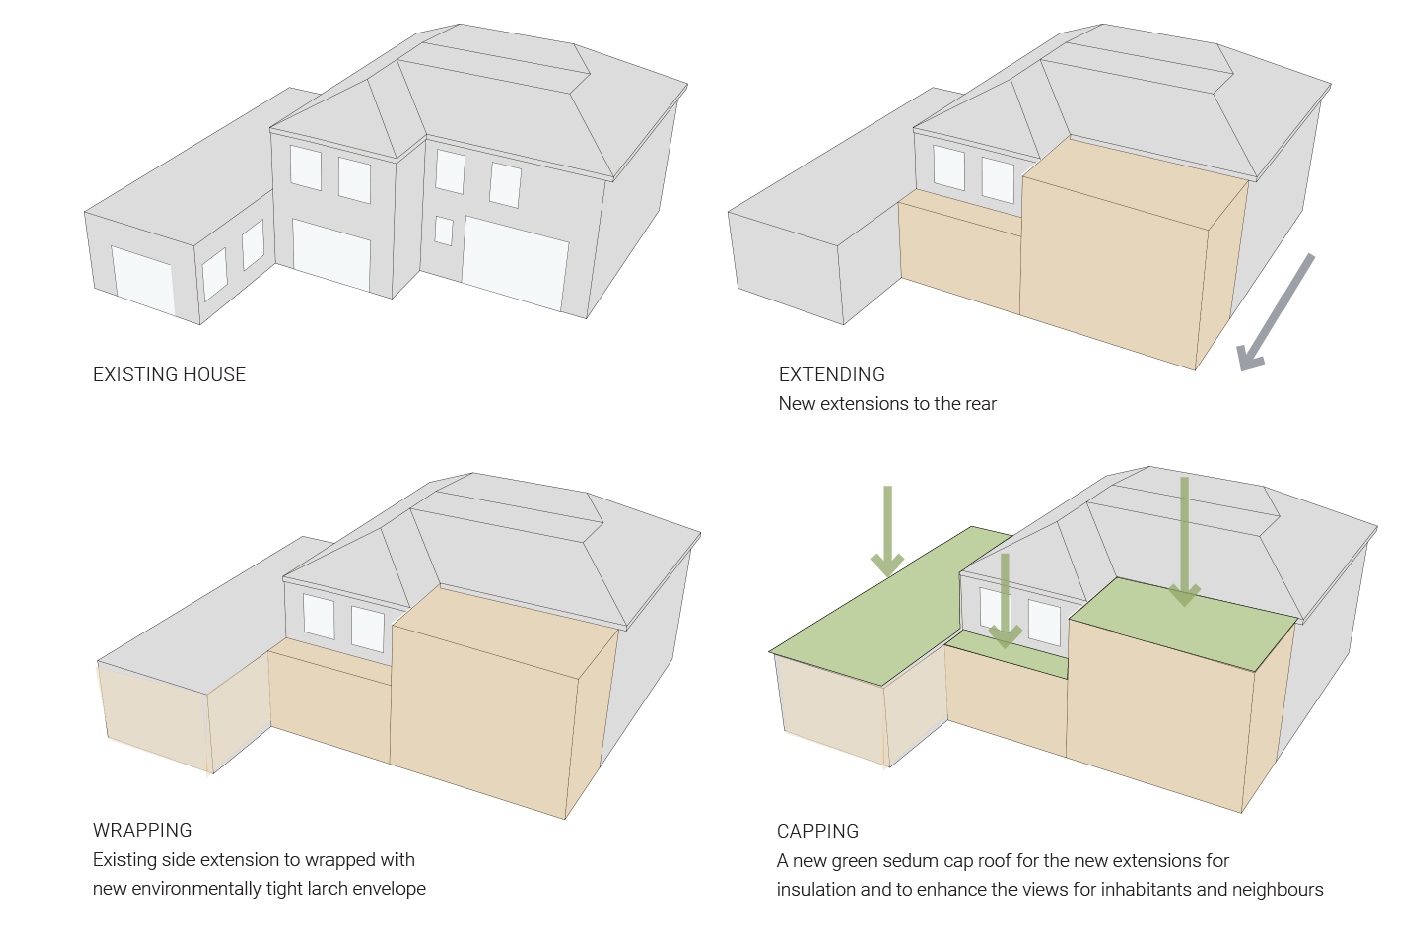 EXISTING HOUSE
EXTENDING
New extensions to the rear
WRAPPING
Existing side extension to wrapped with
new environmentally tight larch envelope
CAPPING
A new green sedum cap roof for the new extensions for
insulation and to enhance the views for inhabitants and neighbours